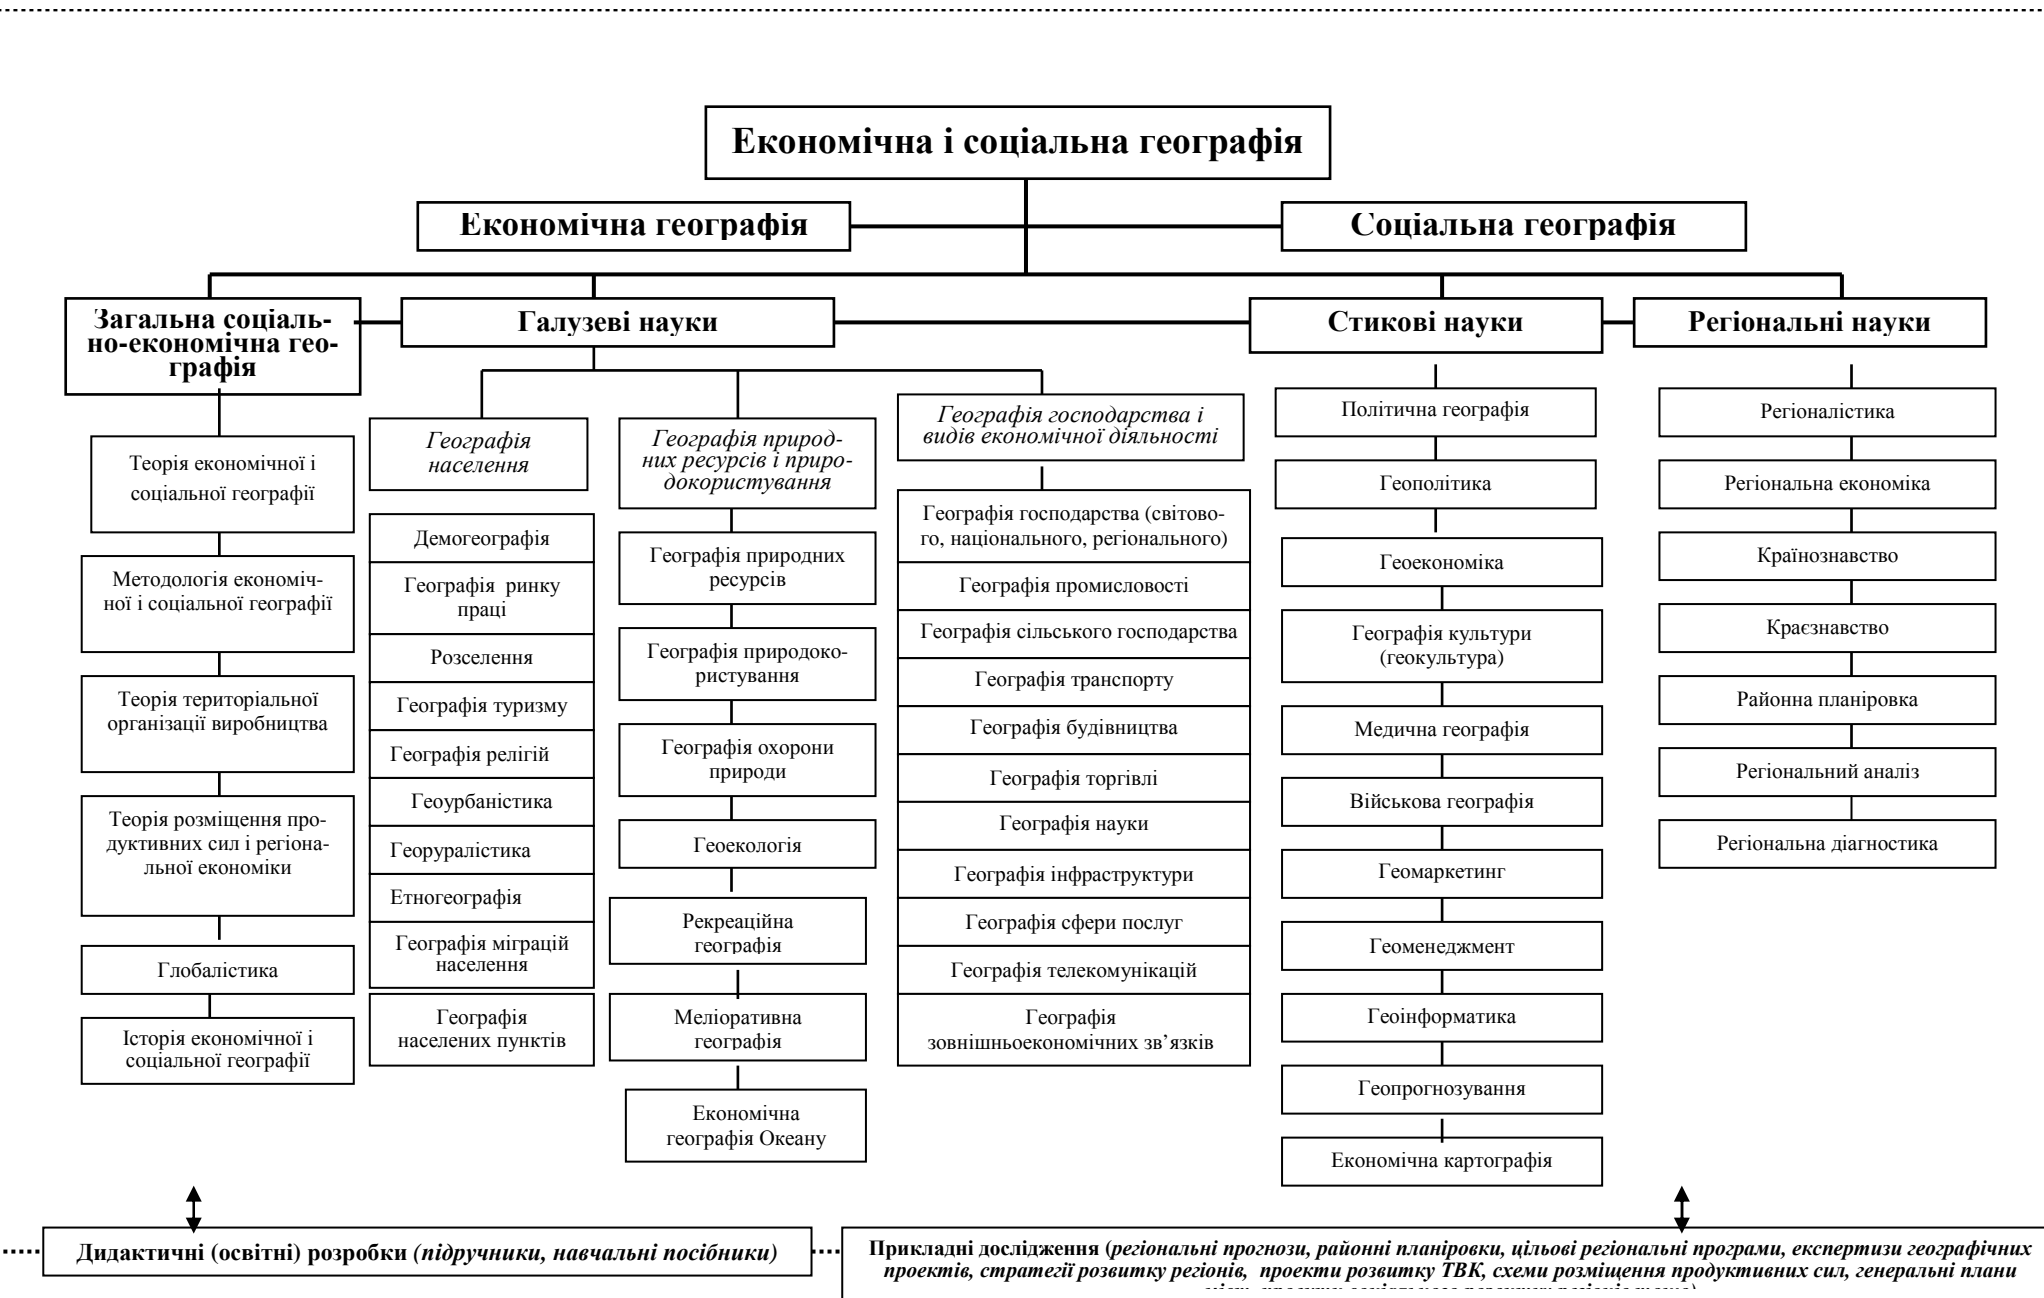 Економічна і соціальна географія
Економічна географія
Соціальна географія
Загальна соціаль-
но-економічна гео-
графія
Галузеві науки
Стикові науки
Регіональні науки
Теорія економічної і
соціальної географії
Методологія економіч-
ної і соціальної географії
Теорія територіальної
організації виробництва
Теорія розміщення про-
дуктивних сил і регіона-
льної економіки
Глобалістика
Історія економічної і
соціальної географії
Географія
населення
Демогеографія
Географія ринку
праці
Розселення
Географія туризму
Географія релігій
Геоурбаністика
Георуралістика
Етногеографія
Географія міграцій
населення
Географія
населених пунктів
Географія природ-
них ресурсів і приро-
докористування
Географія природних
ресурсів
Географія природоко-
ристування
Географія охорони
природи
Геоекологія
Рекреаційна
географія
Меліоративна
географія
Економічна
географія Океану
Географія господарства і
видів економічної діяльності
Географія господарства (світово-
го, національного, регіонального)
Географія промисловості
Географія сільського господарства
Географія транспорту
Географія будівництва
Географія торгівлі
Географія науки
Географія інфраструктури
Географія сфери послуг
Географія телекомунікацій
Географія
зовнішньоекономічних зв’язків
Політична географія
Геополітика
Геоекономіка
Географія культури
(геокультура)
Медична географія
Військова географія
Геомаркетинг
Геоменеджмент
Геоінформатика
Геопрогнозування
Економічна картографія
Регіоналістика
Регіональна економіка
Країнознавство
Краєзнавство
Районна планіровка
Регіональний аналіз
Регіональна діагностика
Дидактичні (освітні) розробки (підручники, навчальні посібники)
Прикладні дослідження (регіональні прогнози, районні планіровки, цільові регіональні програми, експертизи географічних
проектів, стратегії розвитку регіонів, проекти розвитку ТВК, схеми розміщення продуктивних сил, генеральні плани